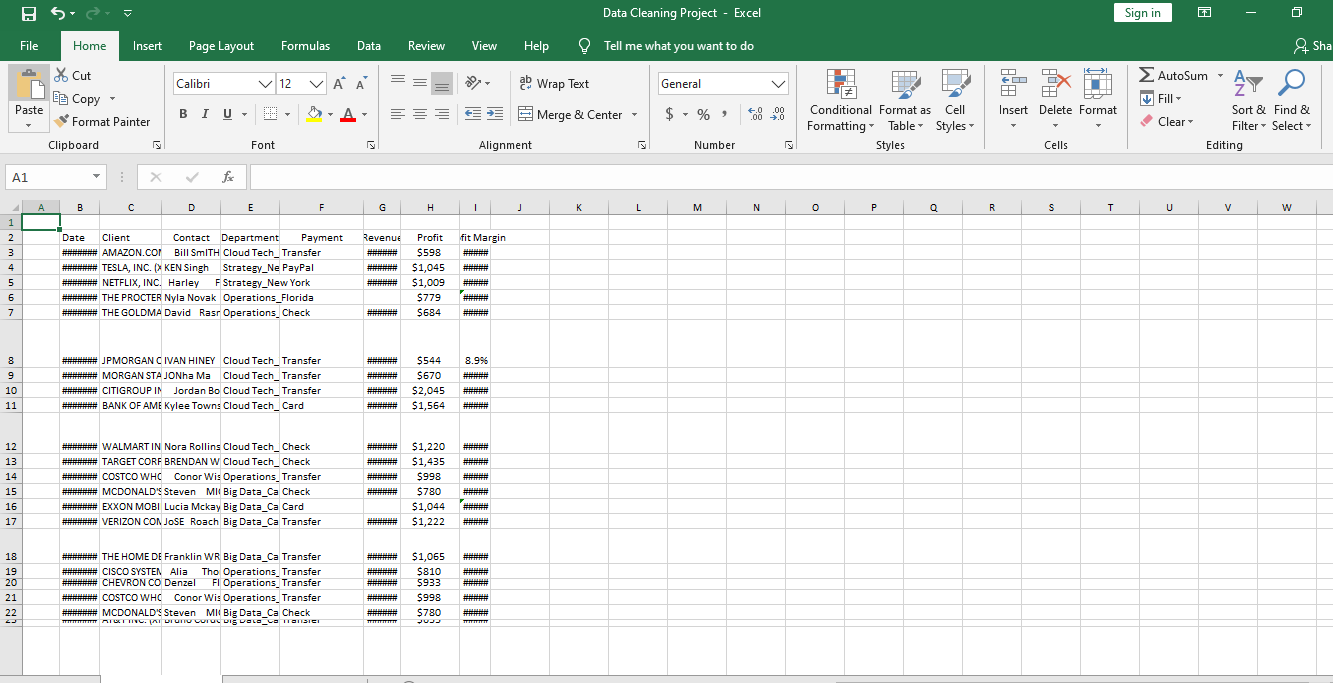 Data Cleaning Project - Excel
Sign in
File Home Insert Page Layout Formulas Data Review View Help Tell me what you want to do Sha
Paste
Cut
Copy
Format Painter
Clipboard
Calibri 12
B I U
Font
Wrap Text
Merge & Center
Alignment
General
$ % ,
Number
Conditional Formatting
Format as Table
Cell Styles
Styles
Insert Delete Format
Cells
AutoSum
Fill
Clear
Sort & Filter
Find & Select
Editing
A1 fx
A B C D E F G H I J K L M N O P Q R S T U V W
1
2 Date Client Contact Department Payment Revenue Profit fit Margin
3 ####### AMAZON.CO Bill SmITH Cloud Tech_ Transfer ###### $598 #####
4 ####### TESLA, INC. (X KEN Singh Strategy_Ne PayPal ###### $1,045 #####
5 ####### NETFLIX, INC. Harley F Strategy_New York ###### $1,009 #####
6 ####### THE PROCTER Nyla Novak Operations_Florida $779 #####
7 ####### THE GOLDMA David Rasm Operations_ Check ###### $684 #####
8 ####### JPMORGAN C IVAN HINEY Cloud Tech_ Transfer ###### $544 8.9%
9 ####### MORGAN STA JONha Ma Cloud Tech_ Transfer ###### $670 #####
10 ####### CITIGROUP IN Jordan Bo Cloud Tech_ Transfer ###### $2,045 #####
11 ####### BANK OF AME Kylee Towns Cloud Tech_ Card ###### $1,564 #####
12 ####### WALMART IN Nora Rollins Cloud Tech_ Check ###### $1,220 #####
13 ####### TARGET CORP BRENDAN W Cloud Tech_ Check ###### $1,435 #####
14 ####### COSTCO WHO Conor Wis Operations_ Transfer ###### $998 #####
15 ####### MCDONALD'S Steven MI Big Data_Ca Check ###### $780 #####
16 ####### EXXON MOBI Lucia Mckay Big Data_Ca Card $1,044 #####
17 ####### VERIZON COM JoSE Roach Big Data_Ca Transfer ###### $1,222 #####
18 ####### THE HOME DE Franklin WR Big Data_Ca Transfer ###### $1,065 #####
19 ####### CISCO SYSTEM Alia Tho Operations_ Transfer ###### $810 #####
20 ####### CHEVRON CO Denzel Fl Operations_ Transfer ###### $933 #####
21 ####### COSTCO WHO Conor Wis Operations_ Transfer ###### $998 #####
22 ####### MCDONALD'S Steven MI Big Data_Ca Check ###### $780 #####